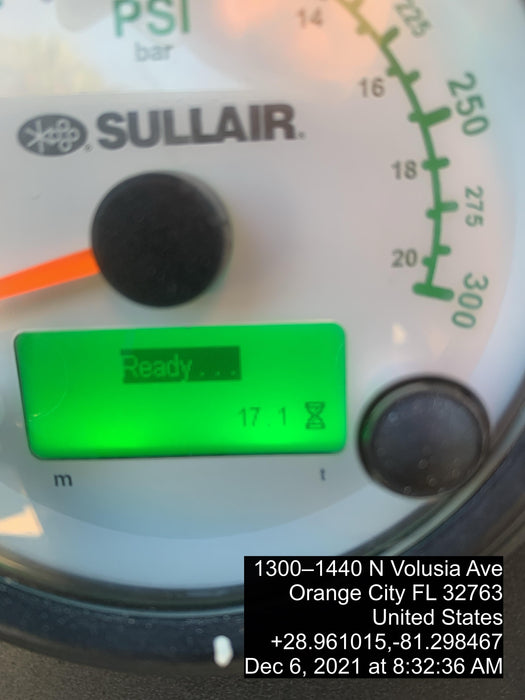 PSI
bar
14
225
16
250
SULLAIR.
18
275
20
300
Ready...
17.1
m
t
1300–1440 N Volusia Ave
Orange City FL 32763
United States
+28.961015,-81.298467
Dec 6, 2021 at 8:32:36 AM